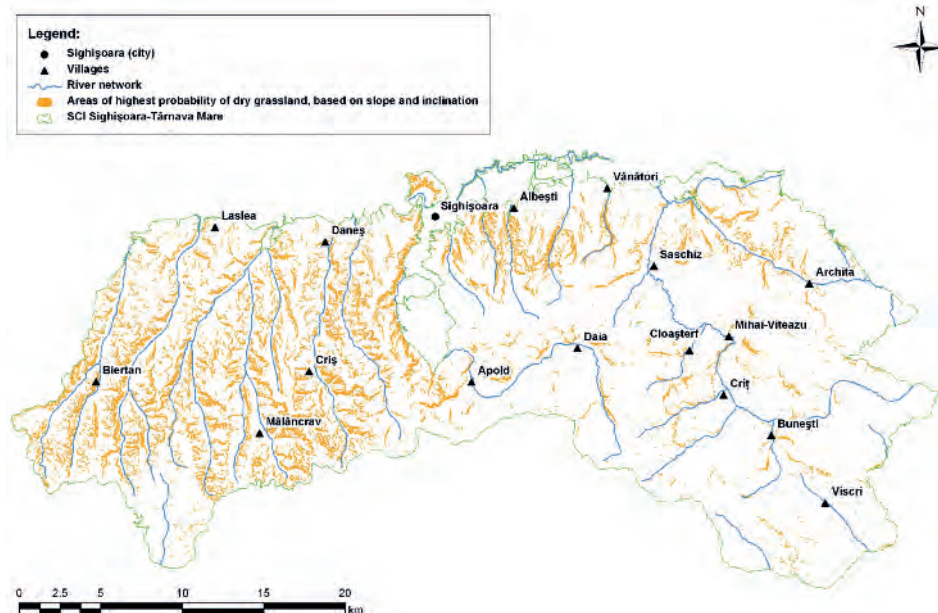 N
Legend:
Sighişoara (city)
Villages
River network
Areas of highest probability of dry grassland, based on slope and inclination
SCI Sighişoara-Târnava Mare
Vânători
Albeşti
Sighişoara
Laslea
Daneş
Saschiz
Archita
Mihai-Viteazu
Daia
Cloaşterf
Criş
Biertan
Apold
Criţ
Mălâncrav
Buneşti
Viscri
0 2.5 5 10 15 20
km